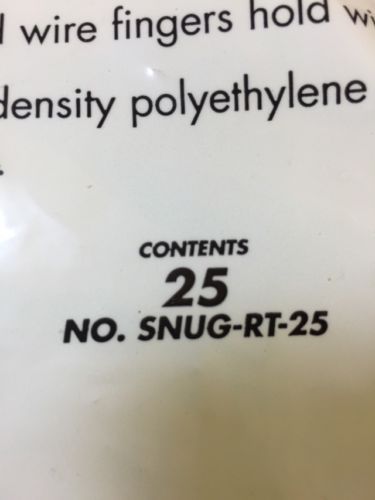 wire fingers hold
density polyethylene
CONTENTS
25
NO. SNUG-RT-25